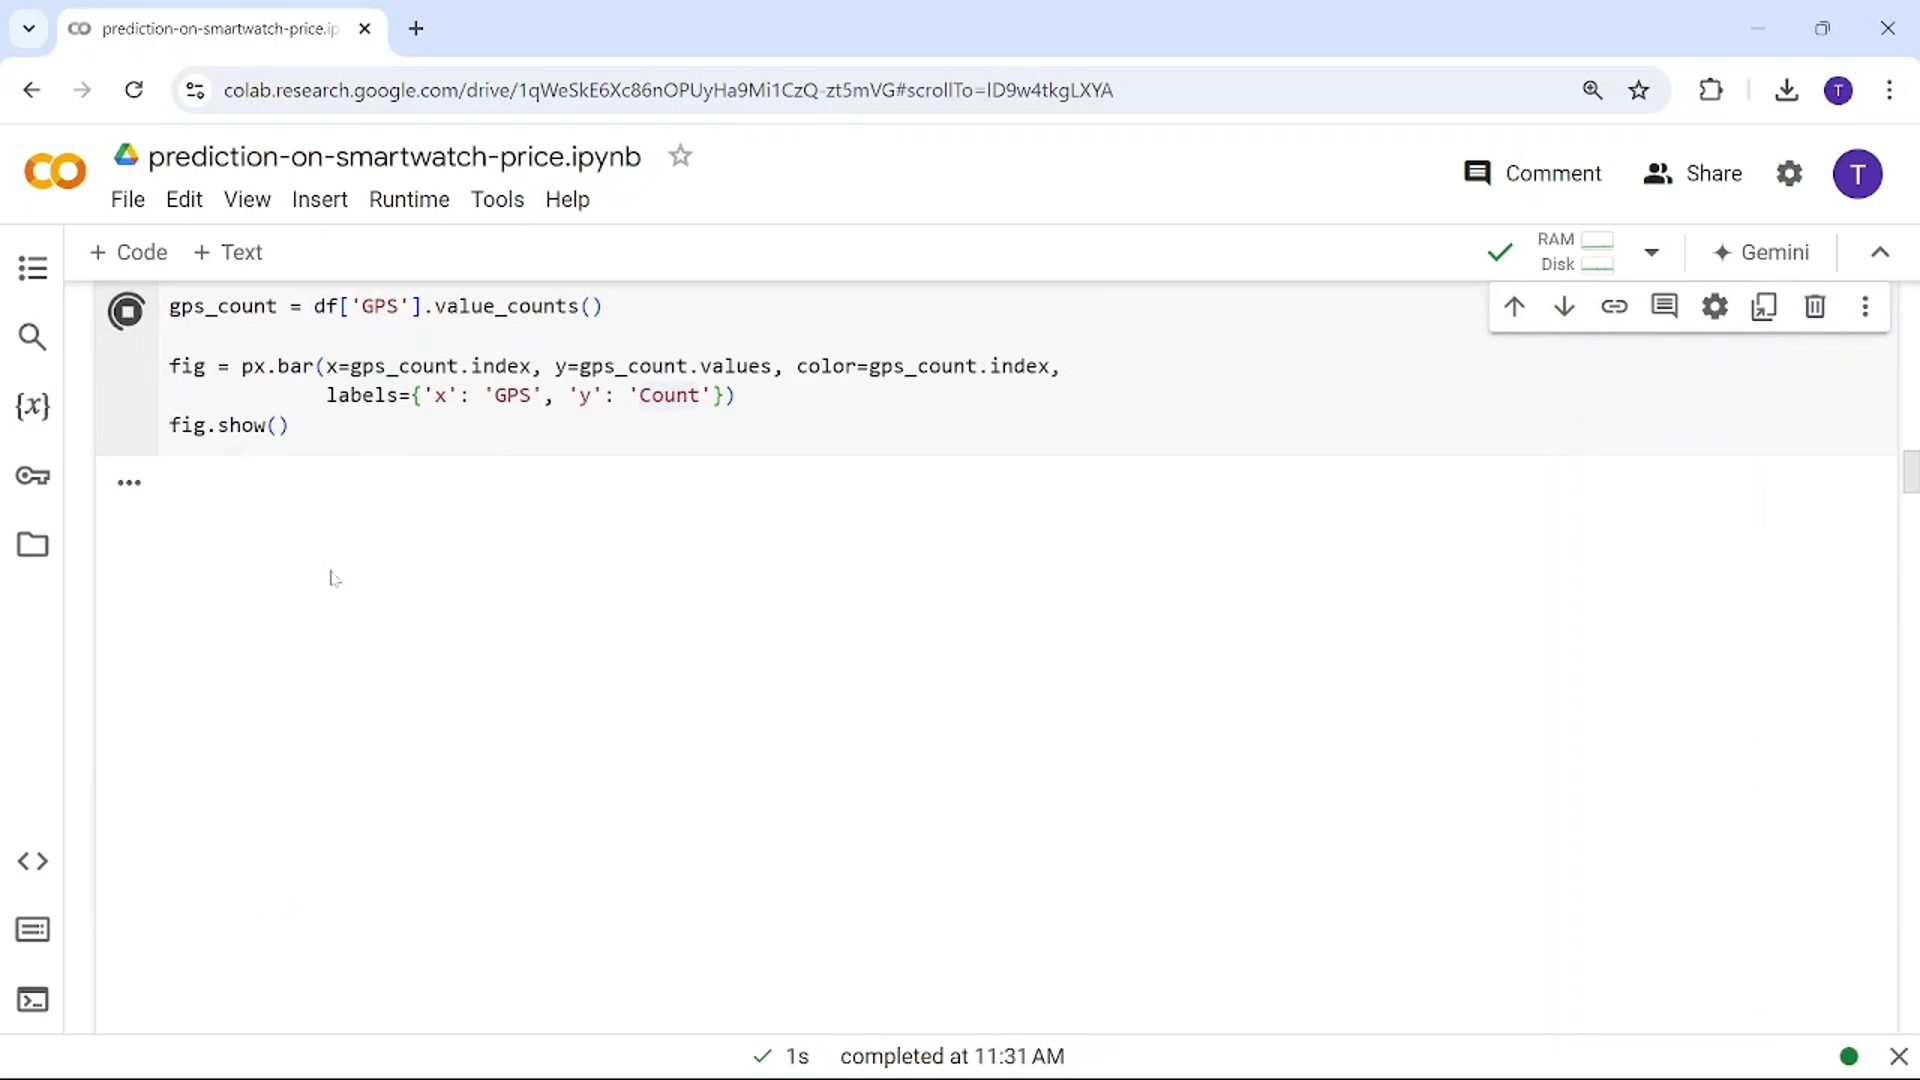 prediction-on-smartwatch-price.ip
colab.research.google.com/drive/1qWeSkE6Xc86nOPUyHa9Mi1CzQ-zt5mVG#scrollTo=lD9w4tkgLXYA
T
prediction-on-smartwatch-price.ipynb
Comment
Share
T
File Edit View Insert Runtime Tools Help
+ Code + Text
RAM
Disk
Gemini
gps_count = df['GPS'].value_counts()
fig = px.bar(x=gps_count.index, y=gps_count.values, color=gps_count.index,
labels={'x': 'GPS', 'y': 'Count'})
fig.show()
{x}
1s completed at 11:31 AM